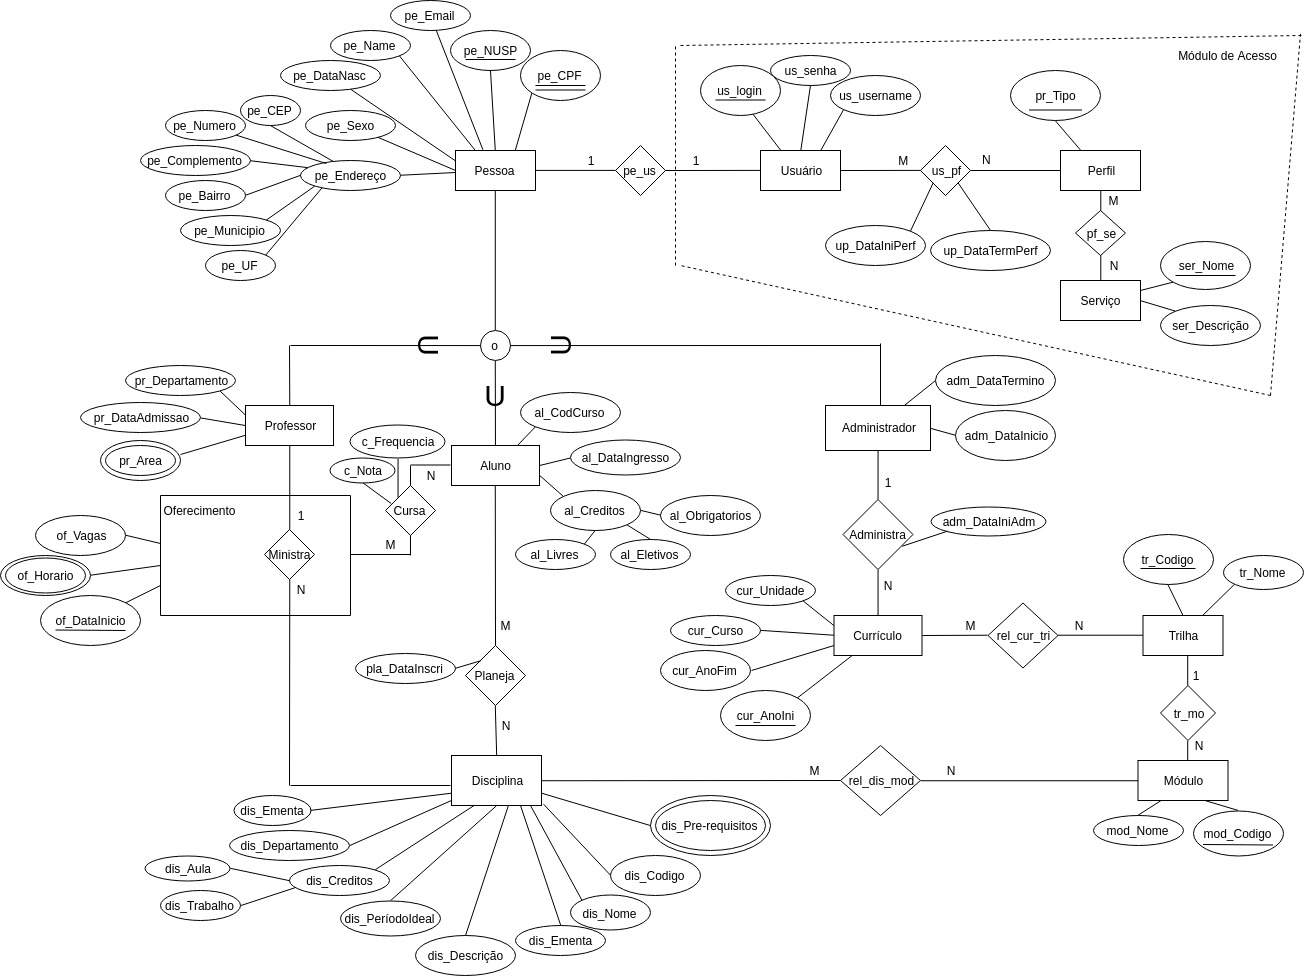 pe_Email
pe_Name
pe_NUSP
pe_DataNasc
pe_CPF
Módulo de Acesso
us_senha
us_login
us_username
pr_Tipo
pe_CEP
pe_Numero
pe_Sexo
pe_Complemento
pe_Endereço
Pessoa
1
pe_us
1
Usuário
M
us_pf
N
Perfil
pe_Bairro
M
pe_Municipio
pf_se
up_DataIniPerf
up_DataTermPerf
pe_UF
N
ser_Nome
Serviço
ser_Descrição
o
pr_Departamento
adm_DataTermino
pr_DataAdmissao
al_CodCurso
Professor
Administrador
adm_DataInicio
c_Frequencia
al_DataIngresso
pr_Area
c_Nota
N
Aluno
1
Oferecimento
1
Cursa
al_Creditos
al_Obrigatorios
adm_DataIniAdm
of_Vagas
Ministra
M
al_Livres
al_Eletivos
Administra
tr_Codigo
tr_Nome
of_Horario
N
N
cur_Unidade
of_DataInicio
M
cur_Curso
Currículo
M
rel_cur_tri
N
Trilha
pla_DataInscri
Planeja
cur_AnoFim
1
cur_AnoIni
tr_mo
N
N
Disciplina
M
rel_dis_mod
N
Módulo
dis_Ementa
dis_Pre-requisitos
mod_Nome
mod_Codigo
dis_Departamento
dis_Aula
dis_Creditos
dis_Codigo
dis_Trabalho
dis_PeríodoIdeal
dis_Nome
dis_Ementa
dis_Descrição